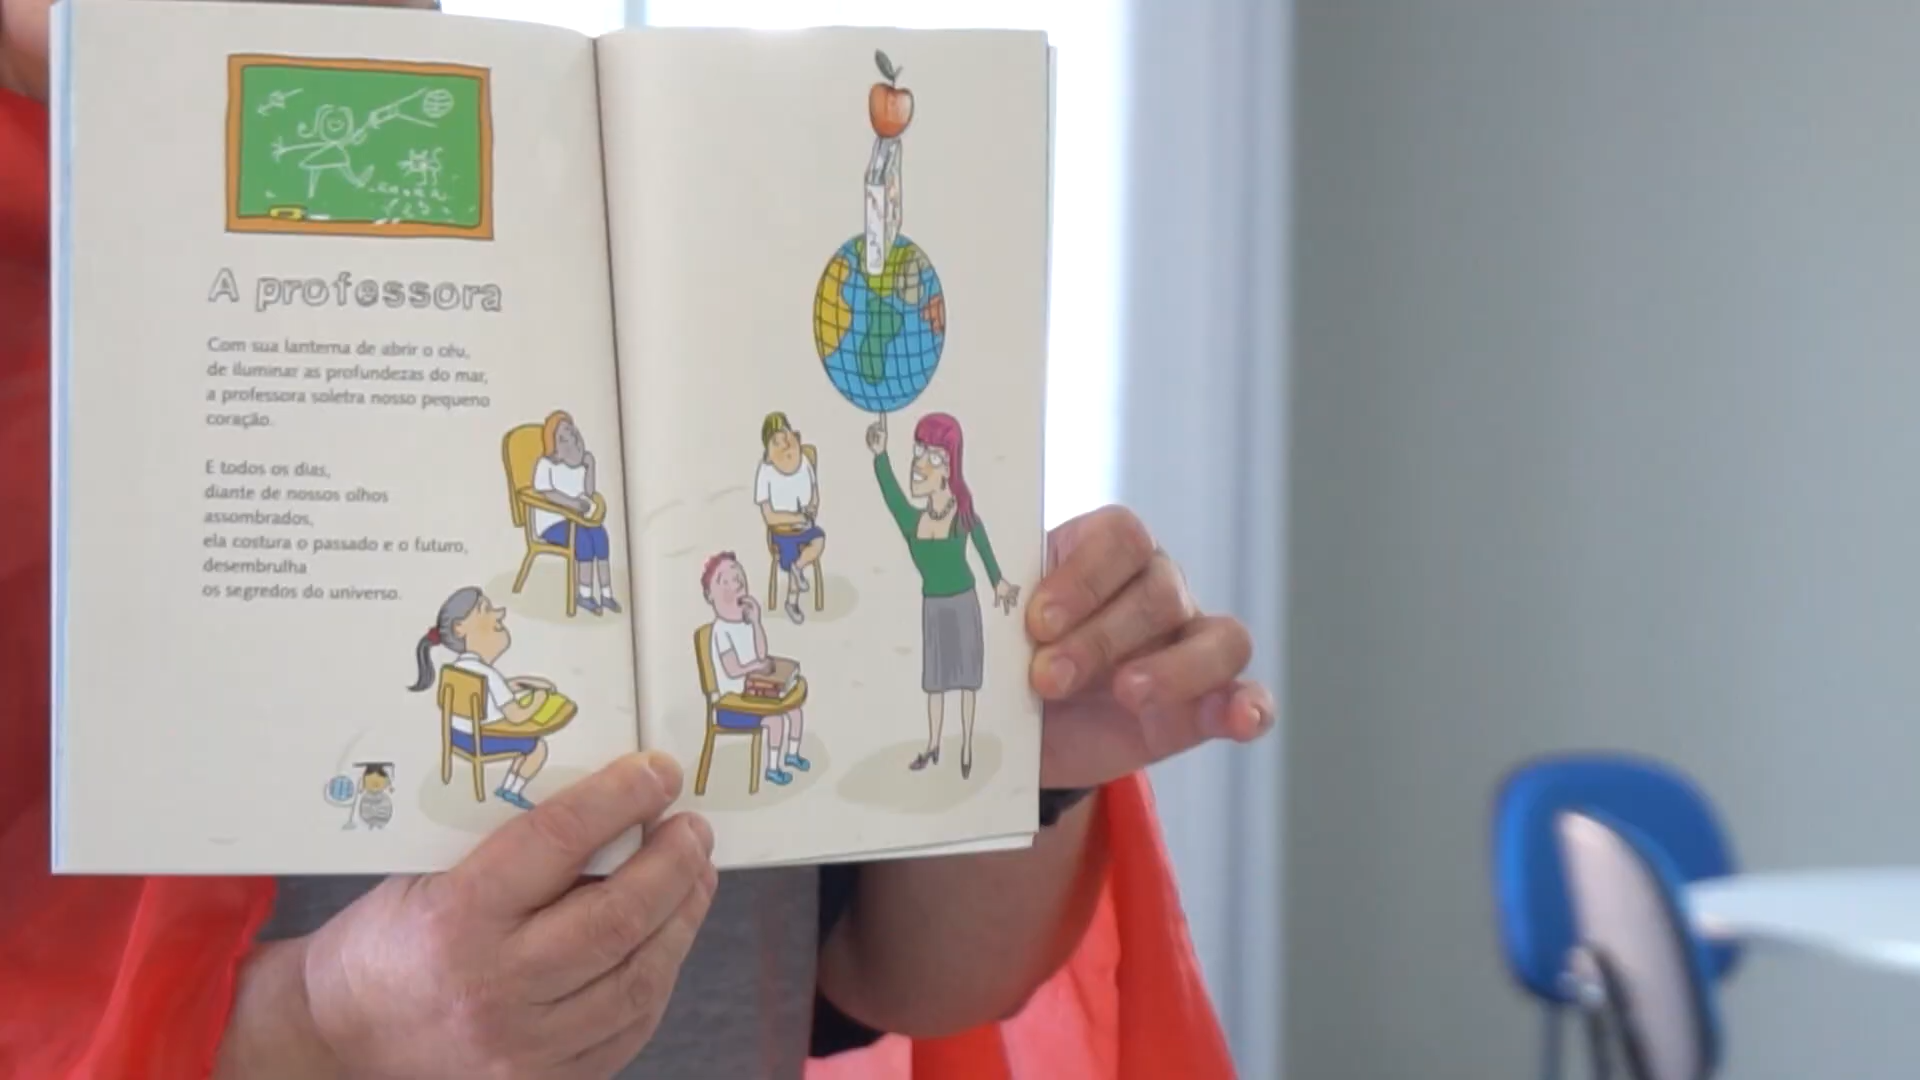 A professora
Com sua lanterna de abrir o céu,
de iluminar as profundezas do mar,
a professora soletra nosso pequeno
coração.
E todos os dias,
diante de nossos olhos
assombrados,
ela costura o passado e o futuro,
desembrulha
os segredos do universo.